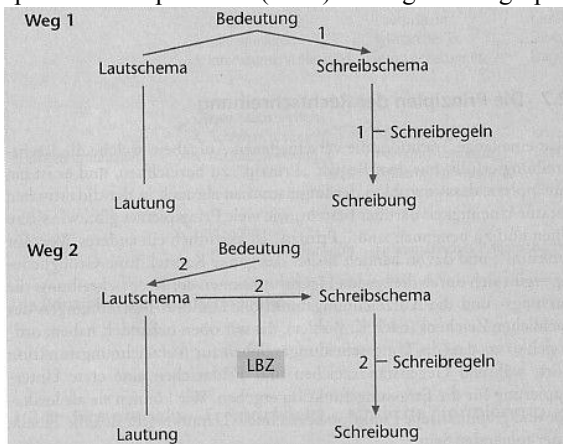 Weg 1
Bedeutung
1
Lautschema Schreibschema
1 Schreibregeln
Lautung Schreibung
Weg 2
Bedeutung
2
2
Lautschema Schreibschema
LBZ
2 Schreibregeln
Lautung Schreibung